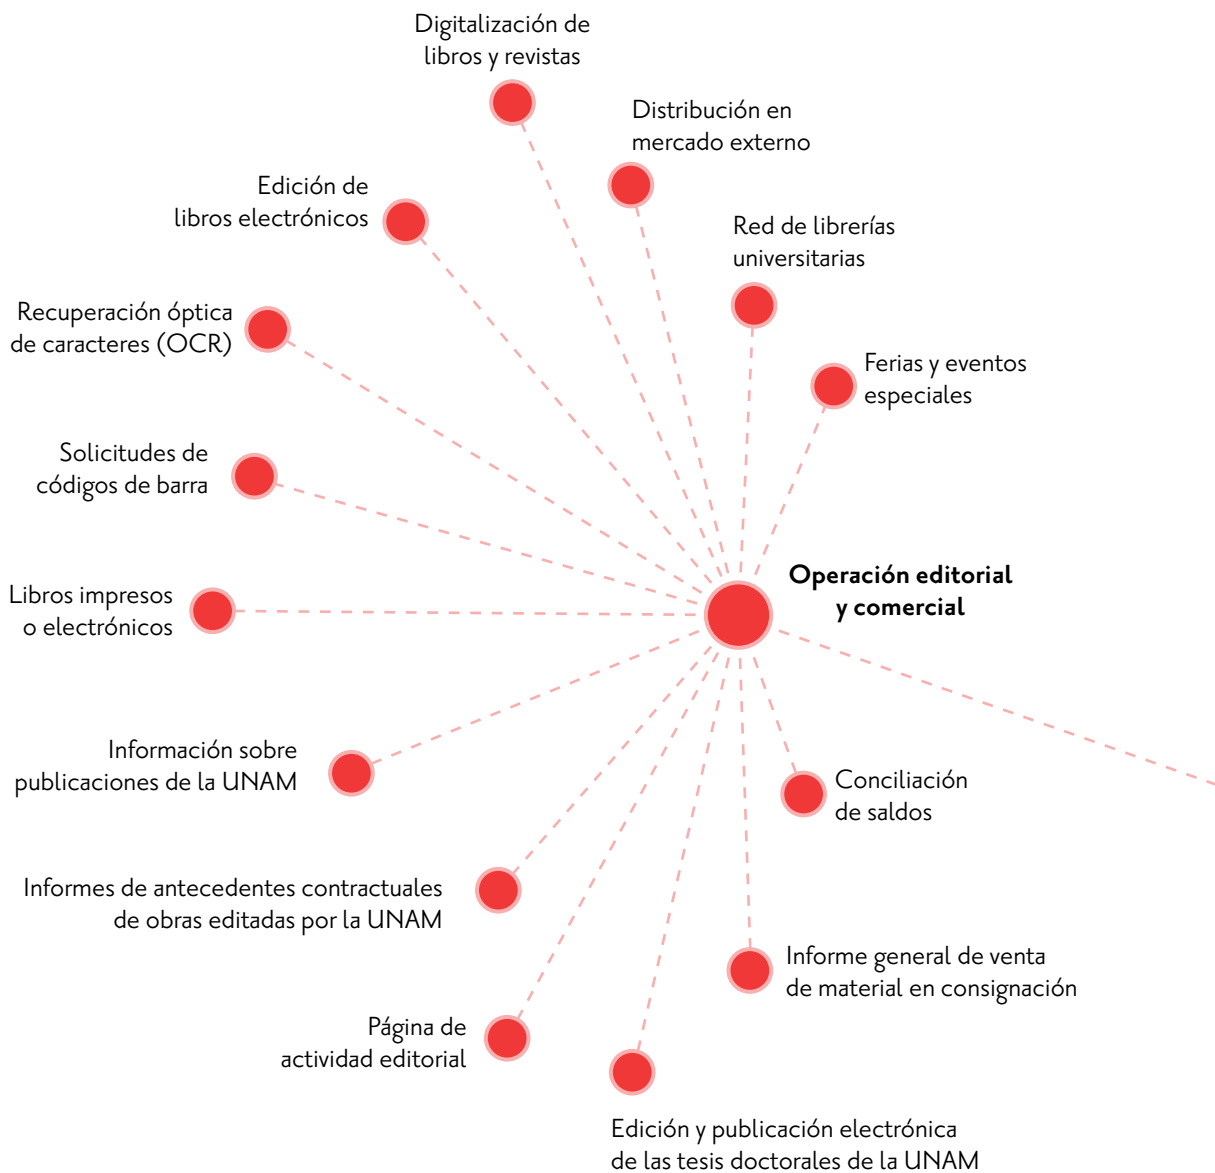 Digitalización de
libros y revistas
Distribución en
mercado externo
Edición de
libros electrónicos
Red de librerías
universitarias
Recuperación óptica
de caracteres (OCR)
Ferias y eventos
especiales
Solicitudes de
códigos de barra
Operación editorial
y comercial
Libros impresos
o electrónicos
Información sobre
publicaciones de la UNAM
Conciliación
de saldos
Informes de antecedentes contractuales
de obras editadas por la UNAM
Informe general de venta
de material en consignación
Página de
actividad editorial
Edición y publicación electrónica
de las tesis doctorales de la UNAM